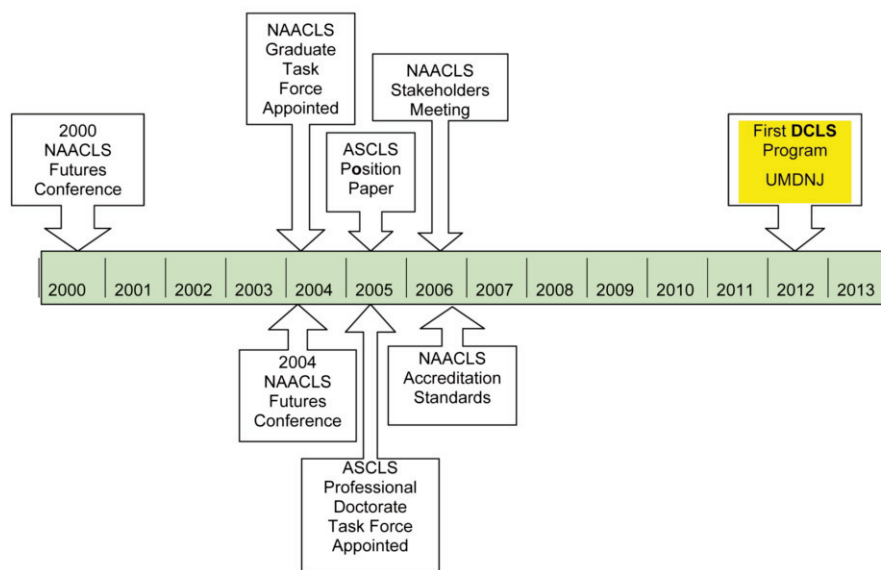 NAACLS
Graduate
Task
Force
Appointed
NAACLS
Stakeholders
Meeting
2000
NAACLS
Futures
Conference
ASCLS
Position
Paper
First DCLS
Program
UMDNJ
2000 2001 2002 2003 2004 2005 2006 2007 2008 2009 2010 2011 2012 2013
2004
NAACLS
Futures
Conference
NAACLS
Accreditation
Standards
ASCLS
Professional
Doctorate
Task Force
Appointed